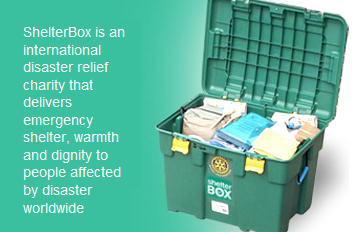 ShelterBox is an
international
disaster relief
charity that
delivers
emergency
shelter, warmth
and dignity to
people affected
by disaster
worldwide
shelter
BOX